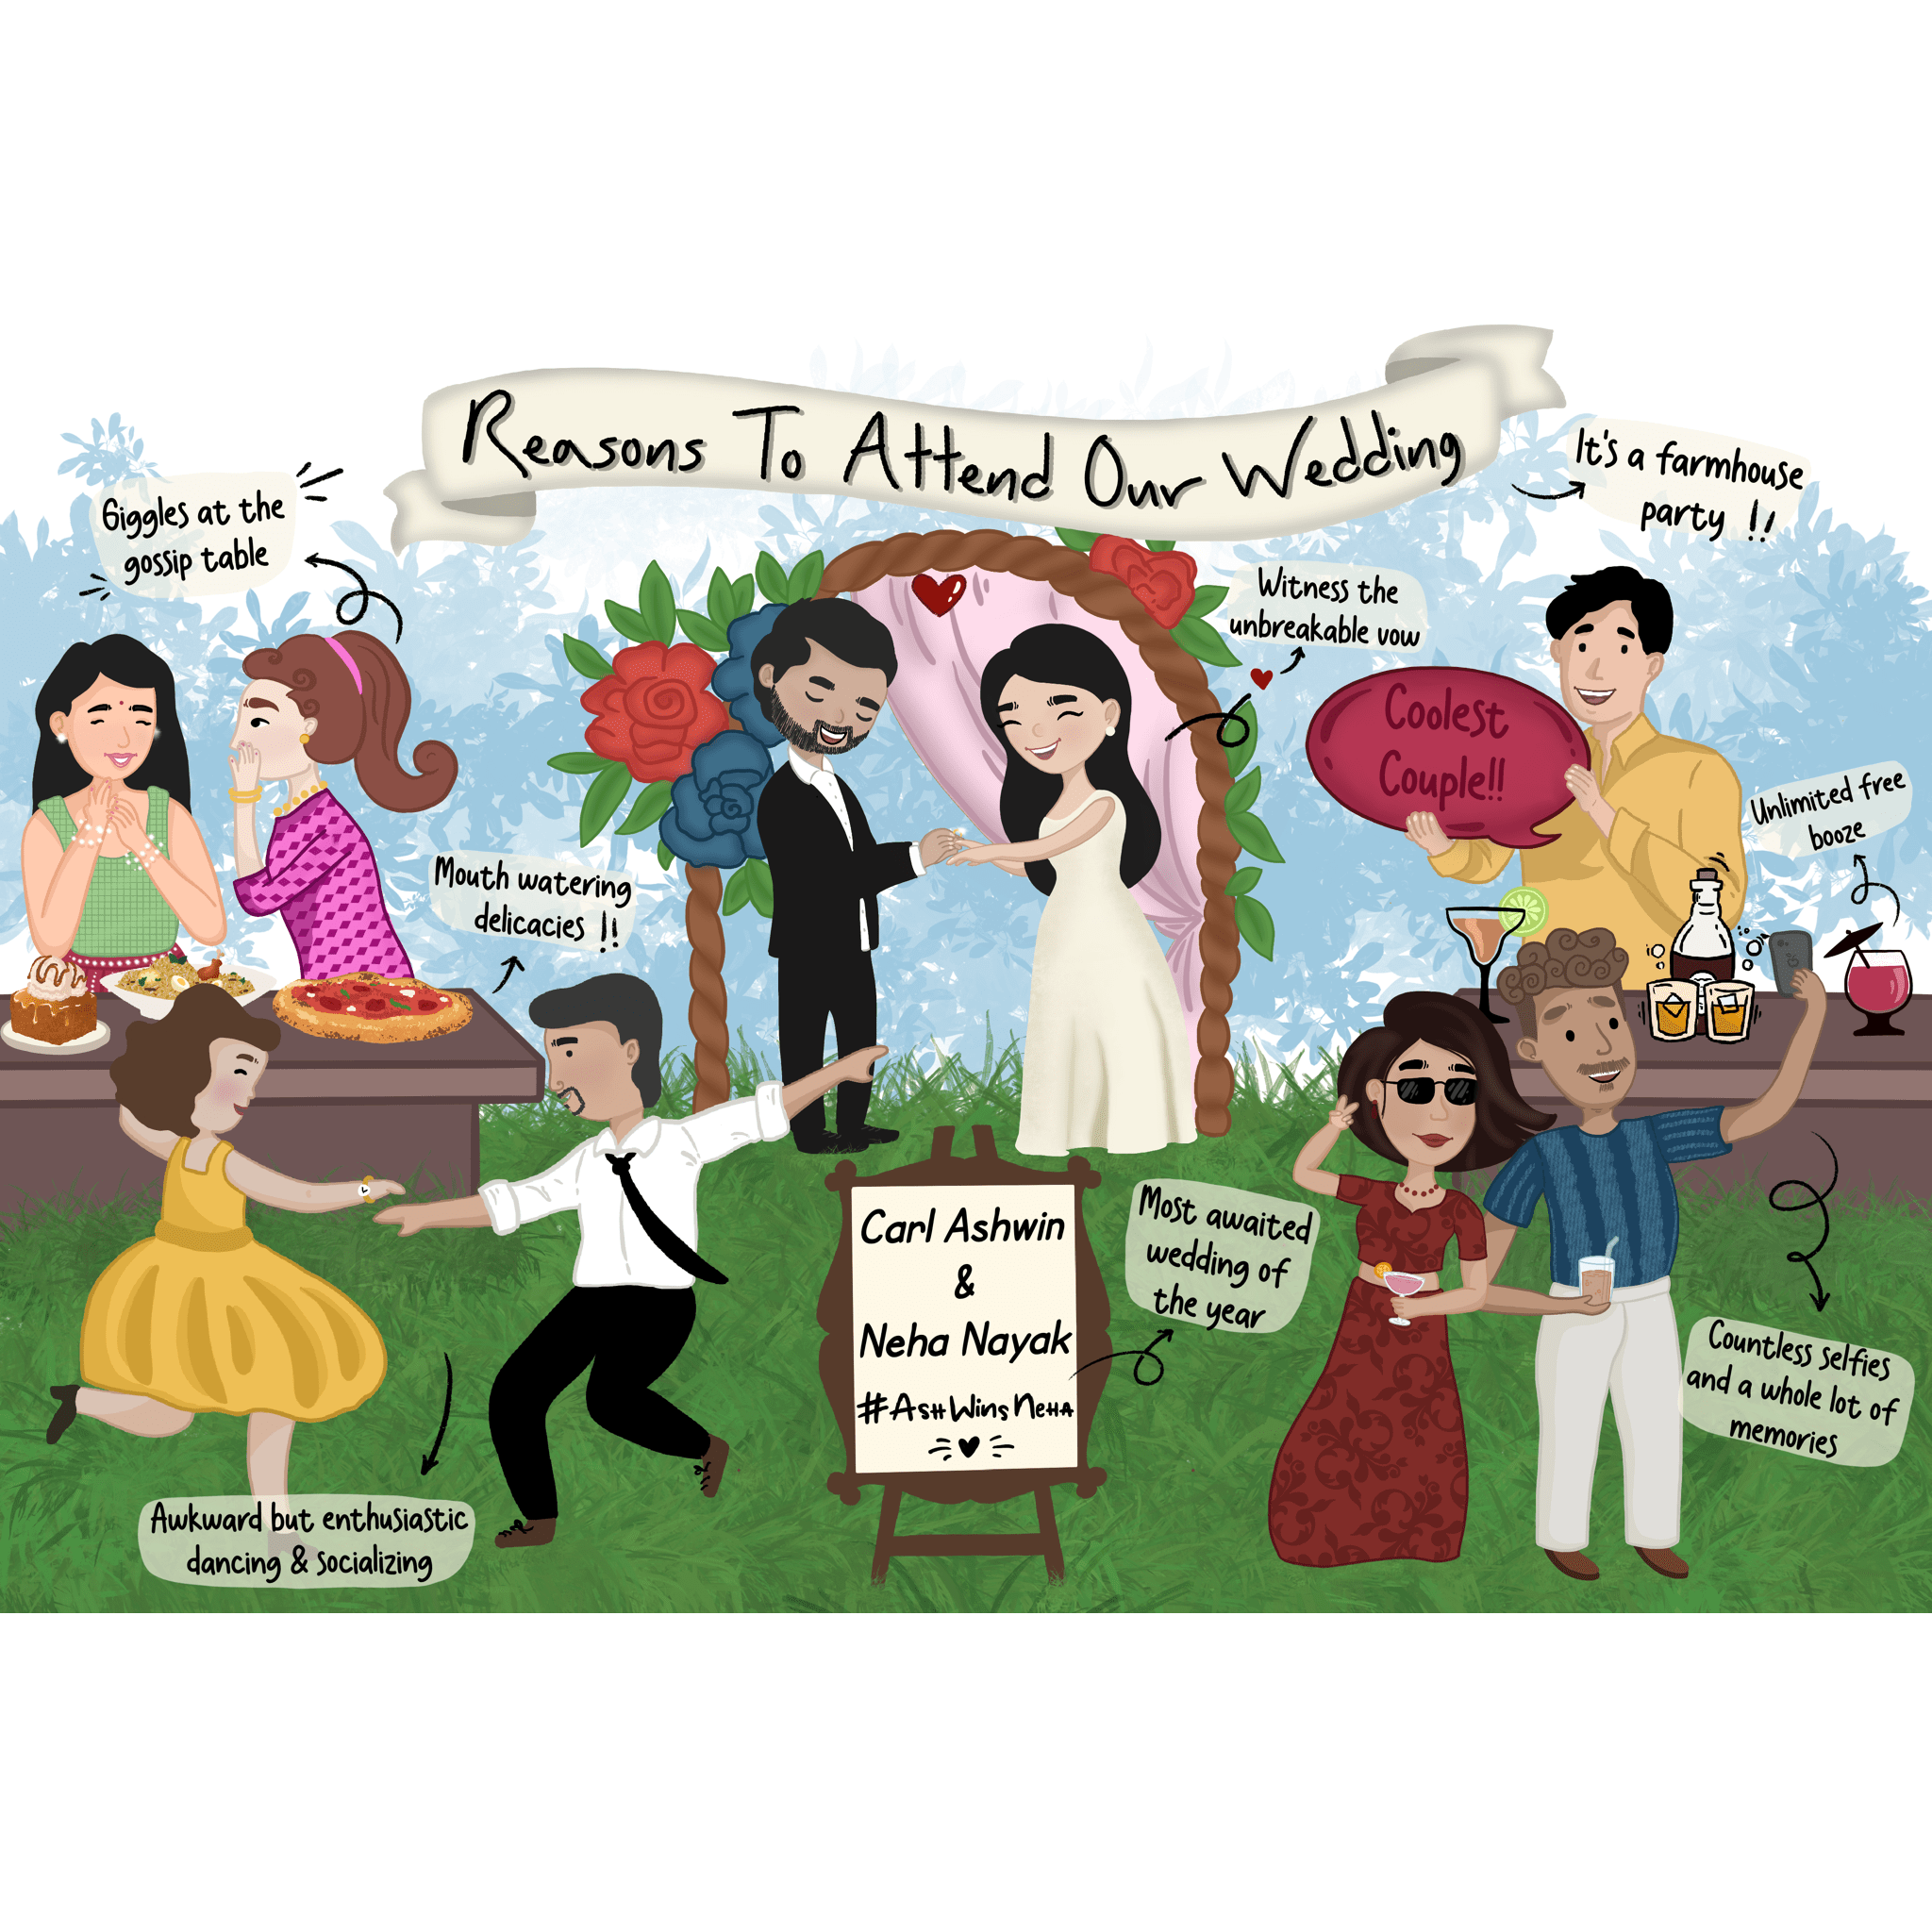 Reasons To Attend Our Wedding
Giggles at the
gossip table
It's a farmhouse
party !!
Witness the
unbreakable vow
Coolest
Couple!!
Unlimited free
booze
Mouth watering
delicacies !!
Carl Ashwin
&
Neha Nayak
#AshWinsNeHA
Most awaited
wedding of
the year
Countless selfies
and a whole lot of
memories
Awkward but enthusiastic
dancing & socializing